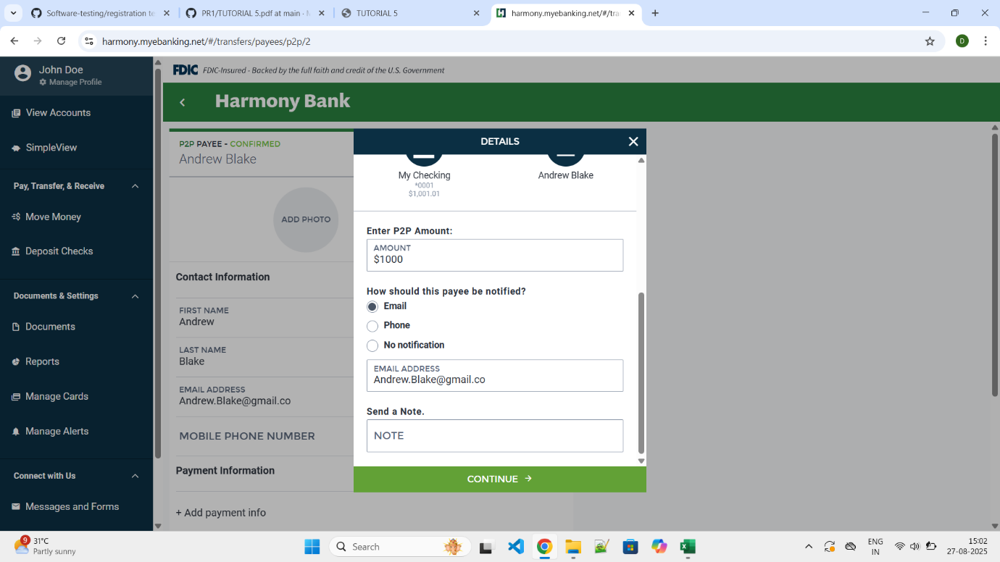 Software-testing/registration te
PR1/TUTORIAL 5.pdf at main · M
TUTORIAL 5
harmony.myebanking.net/#/tra
harmony.myebanking.net/#/transfers/payees/p2p/2
D
John Doe
Manage Profile
View Accounts
SimpleView
Pay, Transfer, & Receive
Move Money
Deposit Checks
Documents & Settings
Documents
Reports
Manage Cards
Manage Alerts
Connect with Us
Messages and Forms
FDIC FDIC-Insured - Backed by the full faith and credit of the U.S. Government
Harmony Bank
P2P PAYEE - CONFIRMED
Andrew Blake
ADD PHOTO
Contact Information
FIRST NAME
Andrew
LAST NAME
Blake
EMAIL ADDRESS
Andrew.Blake@gmail.co
MOBILE PHONE NUMBER
Payment Information
+ Add payment info
DETAILS
My Checking
*0001
$1,001.01
Andrew Blake
Enter P2P Amount:
AMOUNT
$1000
How should this payee be notified?
Email
Phone
No notification
EMAIL ADDRESS
Andrew.Blake@gmail.co
Send a Note.
NOTE
CONTINUE
9
31°C
Partly sunny
Search
ENG
IN
15:02
27-08-2025